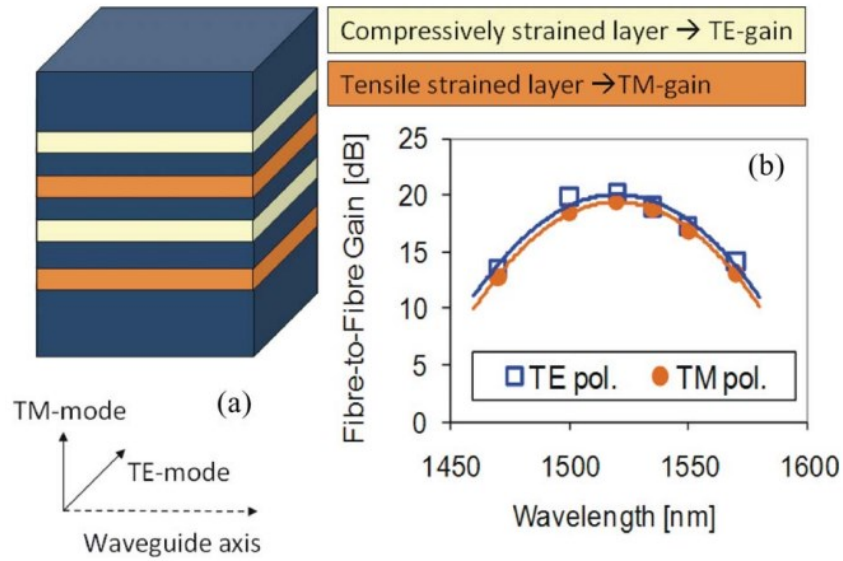 Compressively strained layer → TE-gain
Tensile strained layer →TM-gain
TM-mode
(a)
TE-mode
Waveguide axis
(b)
Fibre-to-Fibre Gain [dB]
25
20
15
10
5
0
TE pol. TM pol.
1450 1500 1550 1600
Wavelength [nm]